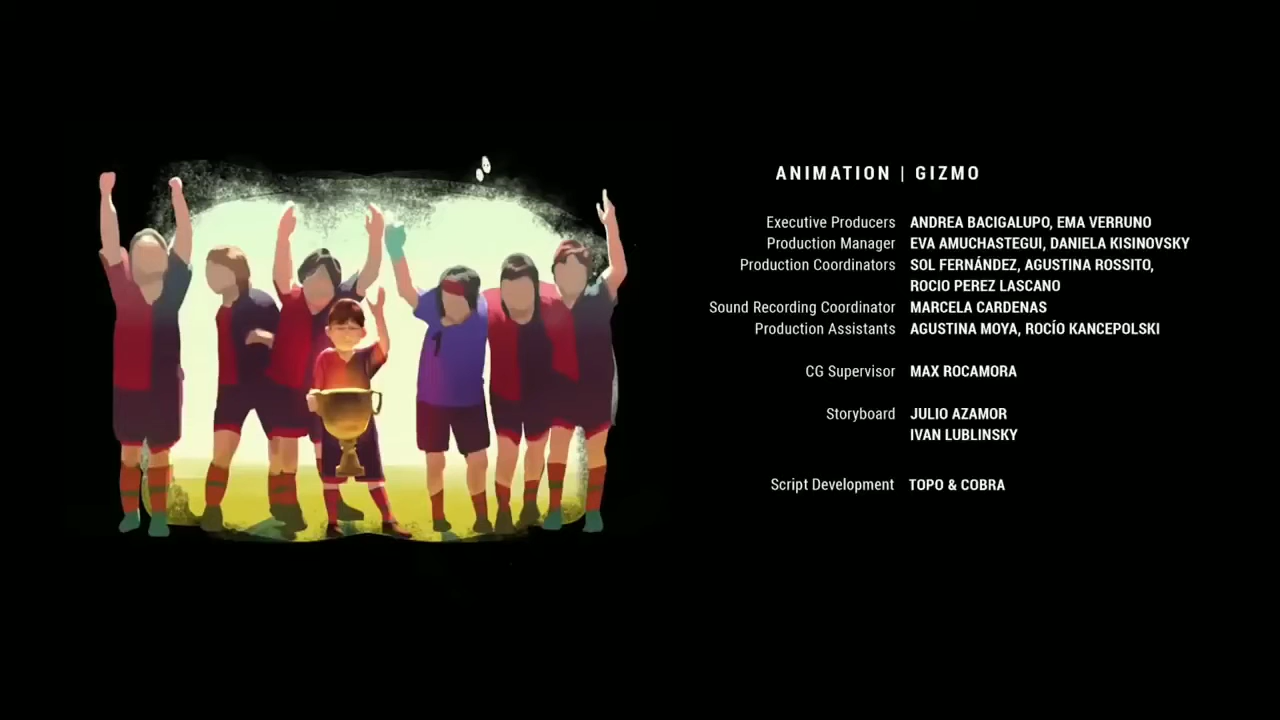 ANIMATION | GIZMO
Executive Producers ANDREA BACIGALUPO, EMA VERRUNO
Production Manager EVA AMUCHASTEGUI, DANIELA KISINOVSKY
Production Coordinators SOL FERNÁNDEZ, AGUSTINA ROSSITO,
ROCIO PEREZ LASCANO
Sound Recording Coordinator MARCELA CARDENAS
Production Assistants AGUSTINA MOYA, ROCÍO KANCEPOLSKI
CG Supervisor MAX ROCAMORA
Storyboard JULIO AZAMOR
IVAN LUBLINSKY
Script Development TOPO & COBRA
1